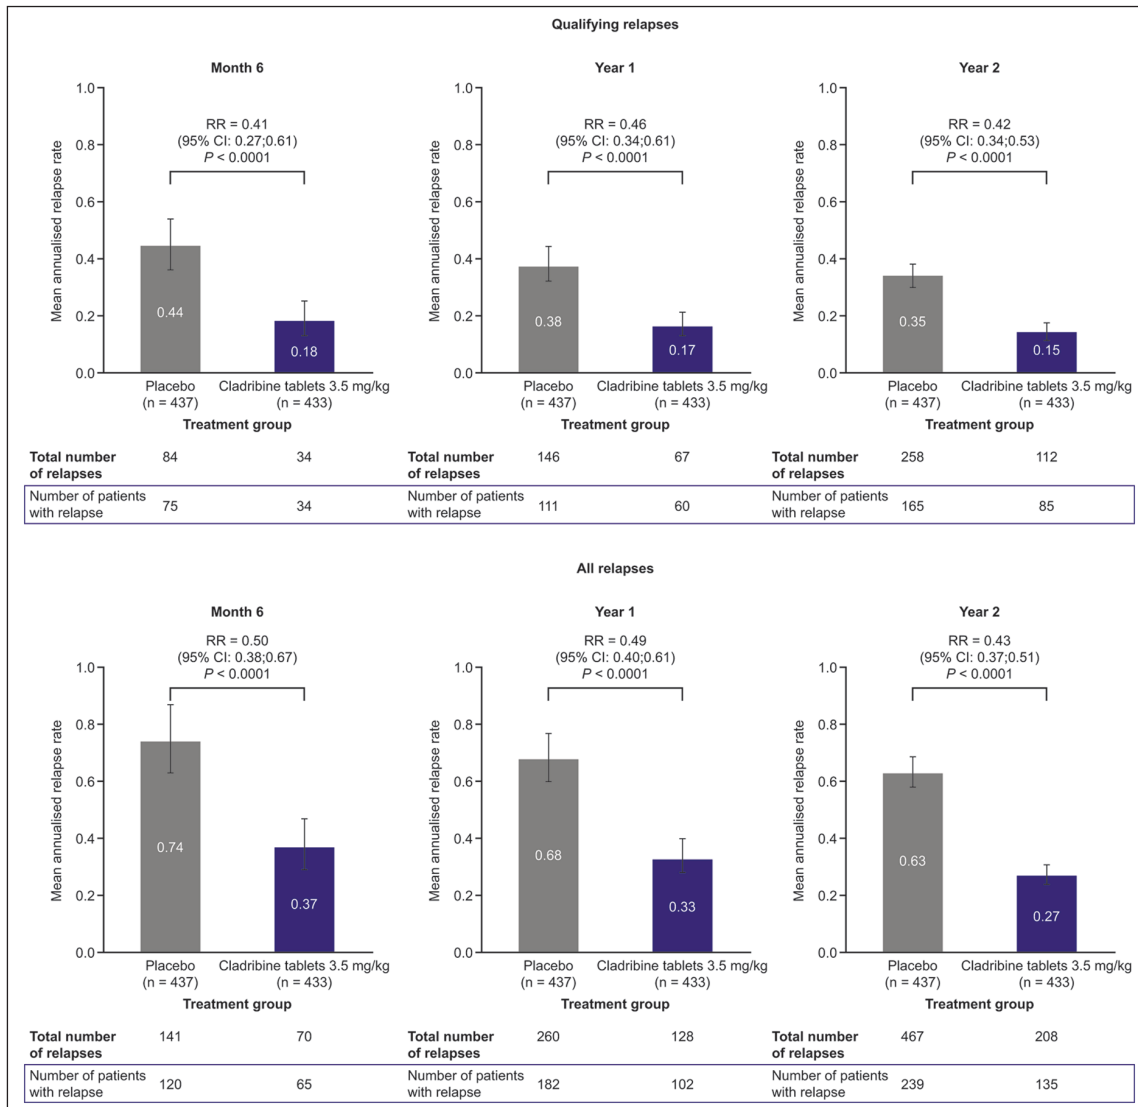 Qualifying relapses
Month 6
RR = 0.41
(95% CI: 0.27;0.61)
P < 0.0001
Mean annualised relapse rate
1.0
0.8
0.6
0.4
0.2
0.0
0.44
0.18
Placebo
(n = 437)
Cladribine tablets 3.5 mg/kg
(n = 433)
Treatment group
Year 1
RR = 0.46
(95% CI: 0.34;0.61)
P < 0.0001
Mean annualised relapse rate
1.0
0.8
0.6
0.4
0.2
0.0
0.38
0.17
Placebo
(n = 437)
Cladribine tablets 3.5 mg/kg
(n = 433)
Treatment group
Year 2
RR = 0.42
(95% CI: 0.34;0.53)
P < 0.0001
Mean annualised relapse rate
1.0
0.8
0.6
0.4
0.2
0.0
0.35
0.15
Placebo
(n = 437)
Cladribine tablets 3.5 mg/kg
(n = 433)
Treatment group
Total number 84 34
of relapses
Number of patients 75 34
with relapse
Total number 146 67
of relapses
Number of patients 111 60
with relapse
Total number 258 112
of relapses
Number of patients 165 85
with relapse
All relapses
Month 6
RR = 0.50
(95% CI: 0.38;0.67)
P < 0.0001
Mean annualised relapse rate
1.0
0.8
0.6
0.4
0.2
0.0
0.74
0.37
Placebo
(n = 437)
Cladribine tablets 3.5 mg/kg
(n = 433)
Treatment group
Year 1
RR = 0.49
(95% CI: 0.40;0.61)
P < 0.0001
Mean annualised relapse rate
1.0
0.8
0.6
0.4
0.2
0.0
0.68
0.33
Placebo
(n = 437)
Cladribine tablets 3.5 mg/kg
(n = 433)
Treatment group
Year 2
RR = 0.43
(95% CI: 0.37;0.51)
P < 0.0001
Mean annualised relapse rate
1.0
0.8
0.6
0.4
0.2
0.0
0.63
0.27
Placebo
(n = 437)
Cladribine tablets 3.5 mg/kg
(n = 433)
Treatment group
Total number 141 70
of relapses
Number of patients 120 65
with relapse
Total number 260 128
of relapses
Number of patients 182 102
with relapse
Total number 467 208
of relapses
Number of patients 239 135
with relapse